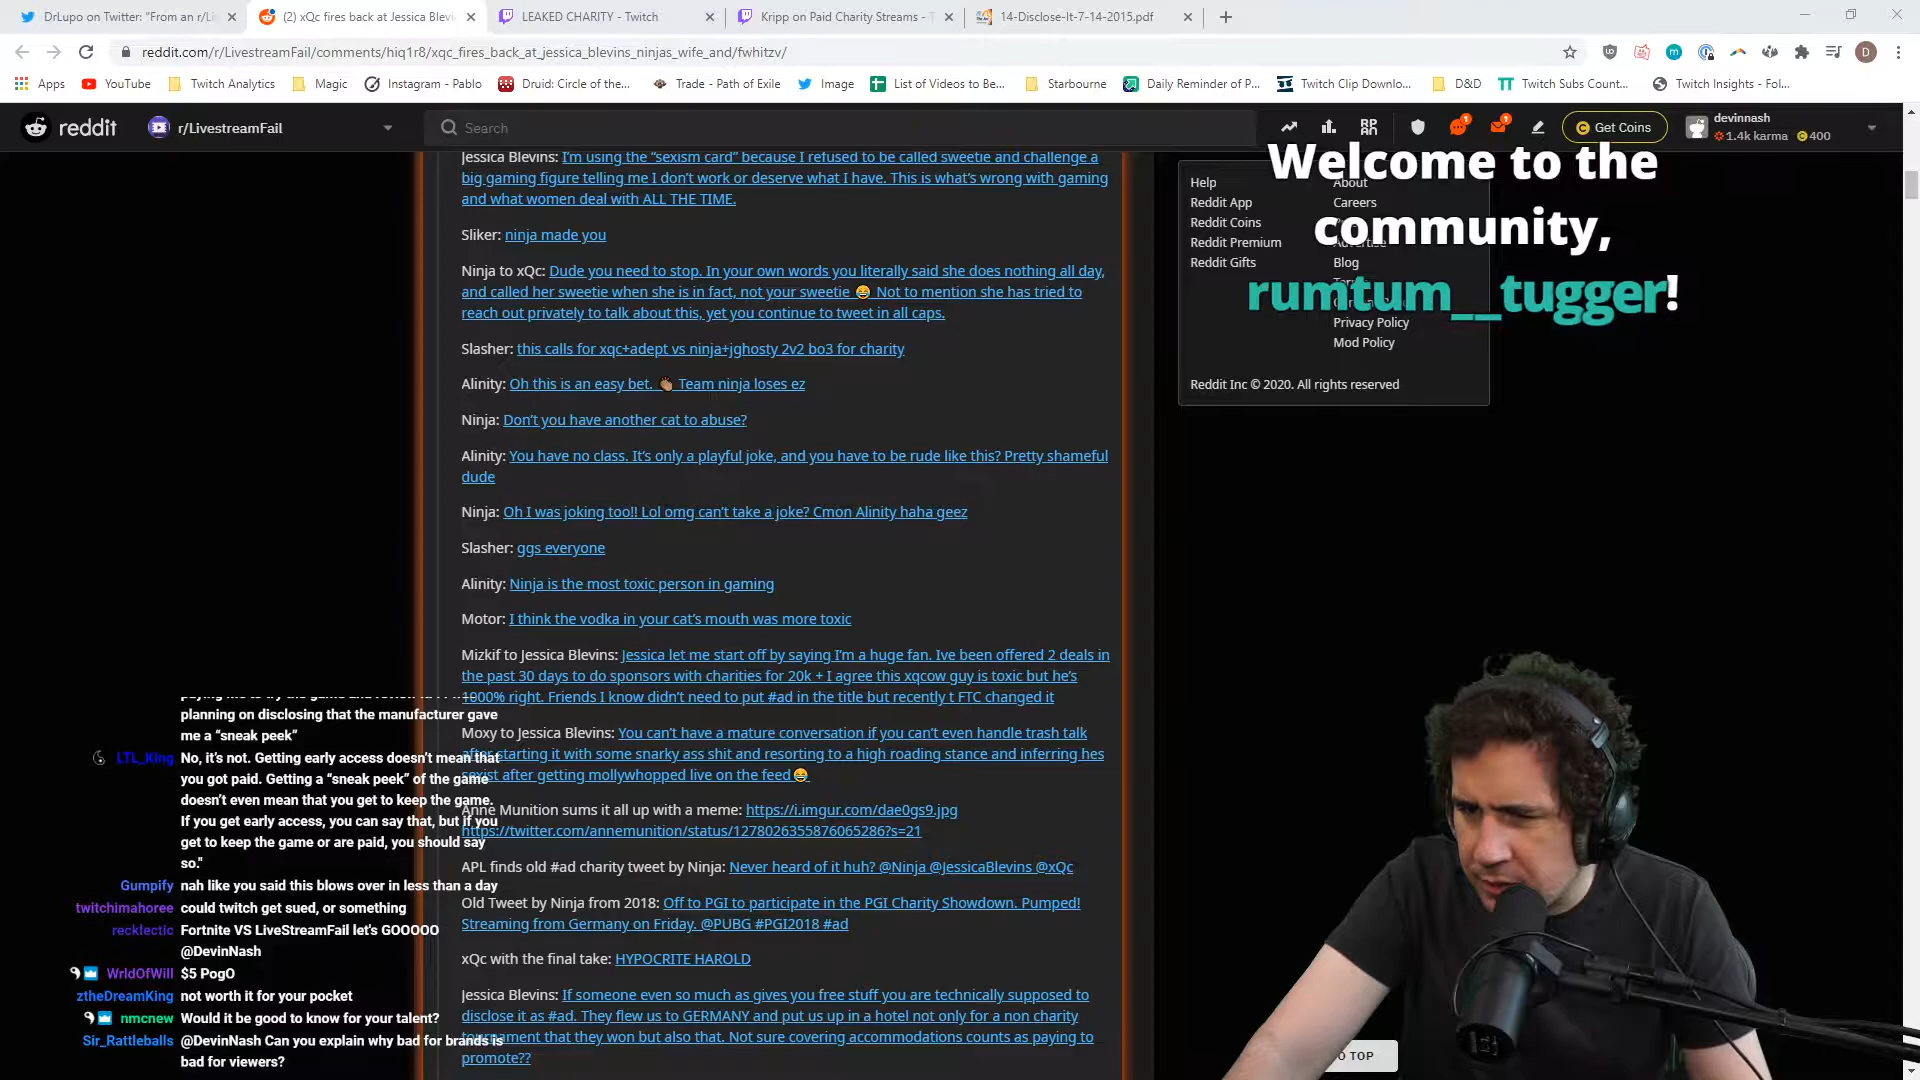 DrLupo on Twitter: "From an r/Li
(2) xQc fires back at Jessica Blevi
LEAKED CHARITY - Twitch
Kripp on Paid Charity Streams - T
14-Disclose-It-7-14-2015.pdf
reddit.com/r/LivestreamFail/comments/hiq1r8/xqc_fires_back_at_jessica_blevins_ninjas_wife_and/fwhitzv/
Apps
YouTube
Twitch Analytics
Magic
Instagram - Pablo
Druid: Circle of the...
Trade - Path of Exile
Image
List of Videos to Be...
Starbourne
Daily Reminder of P...
Twitch Clip Downlo...
D&D
Twitch Subs Count...
Twitch Insights - Fol...
reddit
r/LivestreamFail
Search
Get Coins
devinnash
1.4k karma
400
Jessica Blevins: I'm using the “sexism card” because I refused to be called sweetie and challenge a
big gaming figure telling me I don't work or deserve what I have. This is what's wrong with gaming
and what women deal with ALL THE TIME.
Sliker: ninja made you
Ninja to xQc: Dude you need to stop. In your own words you literally said she does nothing all day,
and called her sweetie when she is in fact, not your sweetie 😂 Not to mention she has tried to
reach out privately to talk about this, yet you continue to tweet in all caps.
Slasher: this calls for xqc+adept vs ninja+jghosty 2v2 bo3 for charity
Alinity: Oh this is an easy bet. 👏🏾 Team ninja loses ez
Ninja: Don't you have another cat to abuse?
Alinity: You have no class. It's only a playful joke, and you have to be rude like this? Pretty shameful
dude
Ninja: Oh I was joking too!! Lol omg can't take a joke? Cmon Alinity haha geez
Slasher: ggs everyone
Alinity: Ninja is the most toxic person in gaming
Motor: I think the vodka in your cat's mouth was more toxic
Mizkif to Jessica Blevins: Jessica let me start off by saying I'm a huge fan. Ive been offered 2 deals in
the past 30 days to do sponsors with charities for 20k + I agree this xqcow guy is toxic but he's
1000% right. Friends I know didn't need to put #ad in the title but recently t FTC changed it
Moxy to Jessica Blevins: You can't have a mature conversation if you can't even handle trash talk
after starting it with some snarky ass shit and resorting to a high roading stance and inferring hes
sexist after getting mollywhopped live on the feed 😂
Anne Munition sums it all up with a meme: https://i.imgur.com/dae0gs9.jpg
https://twitter.com/annemunition/status/1278026355876065286?s=21
APL finds old #ad charity tweet by Ninja: Never heard of it huh? @Ninja @JessicaBlevins @xQc
Old Tweet by Ninja from 2018: Off to PGI to participate in the PGI Charity Showdown. Pumped!
Streaming from Germany on Friday. @PUBG #PGI2018 #ad
xQc with the final take: HYPOCRITE HAROLD
Jessica Blevins: If someone even so much as gives you free stuff you are technically supposed to
disclose it as #ad. They flew us to GERMANY and put us up in a hotel not only for a non charity
tournament that they won but also that. Not sure covering accommodations counts as paying to
promote??
Help
Reddit App
Reddit Coins
Reddit Premium
Reddit Gifts
About
Careers
Advertise
Blog
Privacy Policy
Mod Policy
Reddit Inc © 2020. All rights reserved
Welcome to the
community,
rumtum__tugger!
planning on disclosing that the manufacturer gave
me a “sneak peek”
LTL_King No, it's not. Getting early access doesn't mean that
you got paid. Getting a “sneak peek” of the game
doesn't even mean that you get to keep the game.
If you get early access, you can say that, but if you
get to keep the game or are paid, you should say
so."
Gumpify nah like you said this blows over in less than a day
twitchimahoree could twitch get sued, or something
recklectic Fortnite VS LiveStreamFail let's GOOOOO
@DevinNash
WrldOfWill $5 PogO
ztheDreamKing not worth it for your pocket
nmcnew Would it be good to know for your talent?
Sir_Rattleballs @DevinNash Can you explain why bad for brands is
bad for viewers?
O TOP